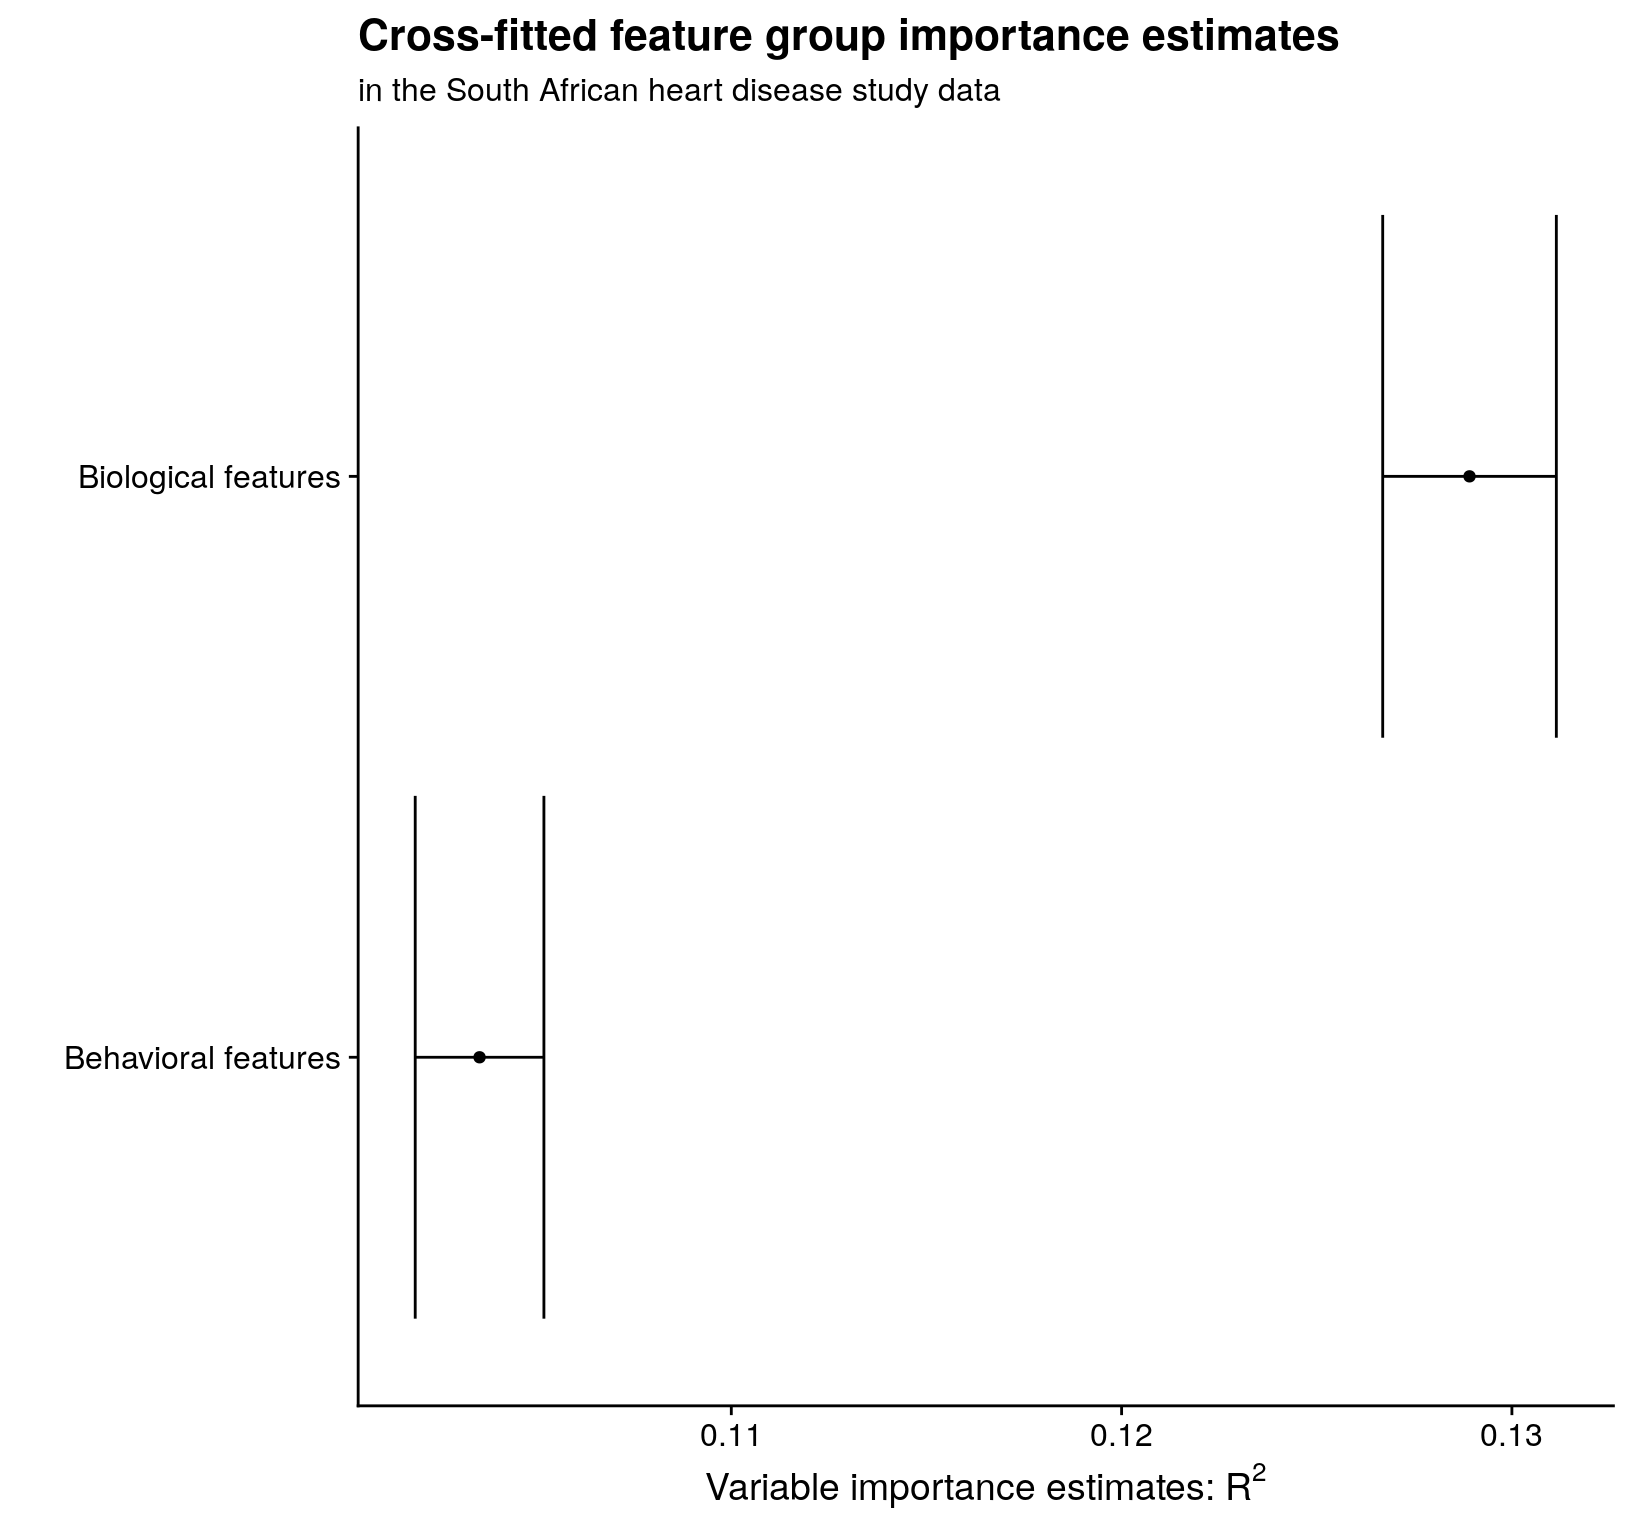 Cross-fitted feature group importance estimates
in the South African heart disease study data
Biological features
Behavioral features
0.11 0.12 0.13
Variable importance estimates: R²